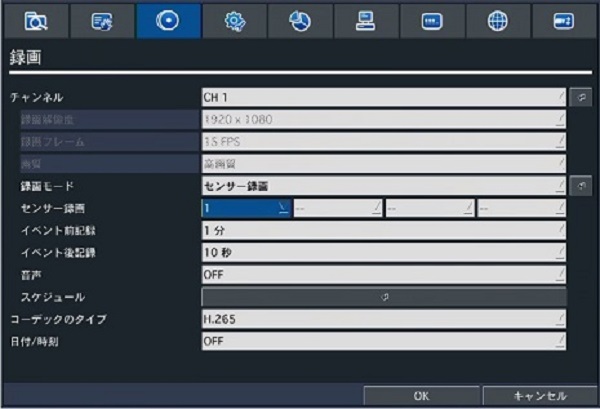 録画
チャンネル CH 1
録画解像度 1920 x 1080
録画フレーム 15 FPS
画質 高画質
録画モード センサー録画
センサー録画 1 -- -- --
イベント前記録 1 分
イベント後記録 10 秒
音声 OFF
スケジュール
コーデックのタイプ H.265
日付/時刻 OFF
OK キャンセル